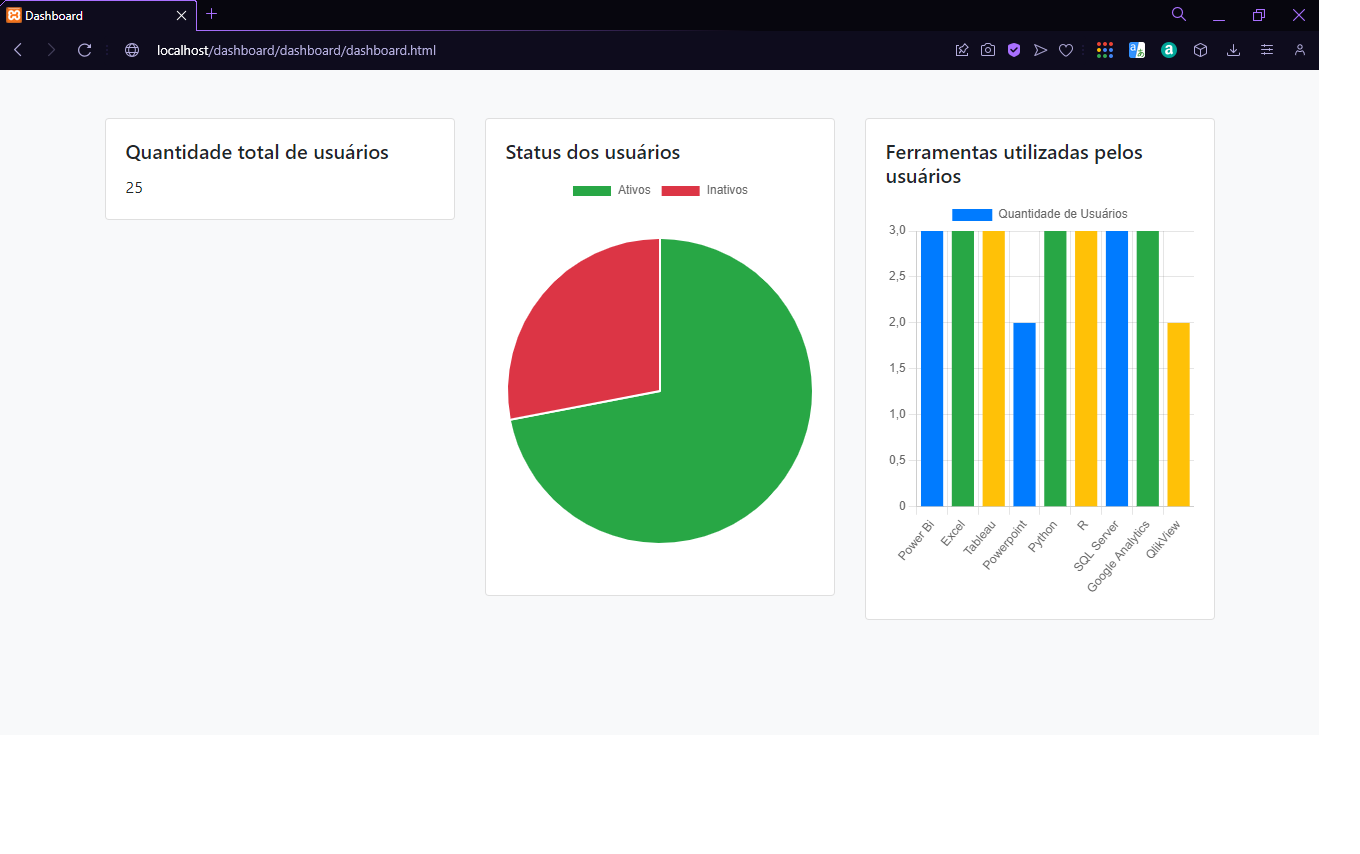 Dashboard
localhost/dashboard/dashboard/dashboard.html
Quantidade total de usuários
25
Status dos usuários
Ativos Inativos
Ferramentas utilizadas pelos
usuários
Quantidade de Usuários
3,0
2,5
2,0
1,5
1,0
0,5
0
Power Bi
Excel
Tableau
Powerpoint
Python
R
SQL Server
Google Analytics
QlikView